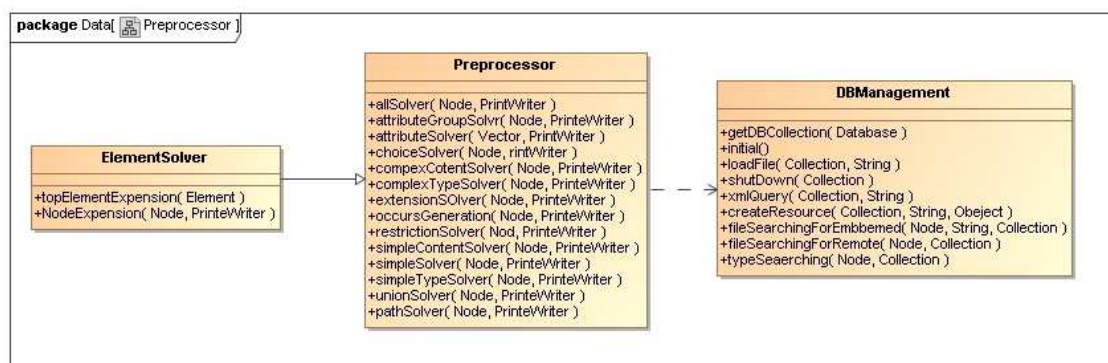 package Data[ Preprocessor ]
ElementSolver
+topElementExpension( Element )
+NodeExpension( Node, PrinteWriter )
Preprocessor
+allSolver( Node, PrintWriter )
+attributeGroupSolvr( Node, PrinteWriter )
+attributeSolver( Vector, PrintWriter )
+choiceSolver( Node, rintWriter )
+compexCotentSolver( Node, PrinteWriter )
+complexTypeSolver( Node, PrinteWriter )
+extensionSOlver( Node, PrinteWriter )
+occursGeneration( Node, PrinteWriter )
+restrictionSolver( Nod, PrinteWriter )
+simpleContentSolver( Node, PrinteWriter )
+simpleSolver( Node, PrinteWriter )
+simpleTypeSolver( Node, PrinteWriter )
+unionSolver( Node, PrinteWriter )
+pathSolver( Node, PrinteWriter )
DBManagement
+getDBCollection( Database )
+initial()
+loadFile( Collection, String )
+shutDown( Collection )
+xmlQuery( Collection, String )
+createResource( Collection, String, Obeject )
+fileSearchingForEmbbemed( Node, String, Collection )
+fileSearchingForRemote( Node, Collection )
+typeSeaerching( Node, Collection )